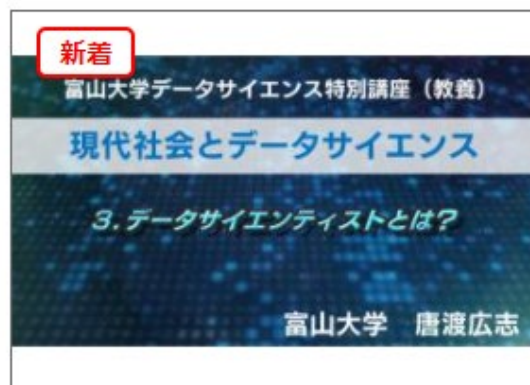 新着
富山大学データサイエンス特別講座（教養）
現代社会とデータサイエンス
3.データサイエンティストとは?
富山大学 唐渡広志